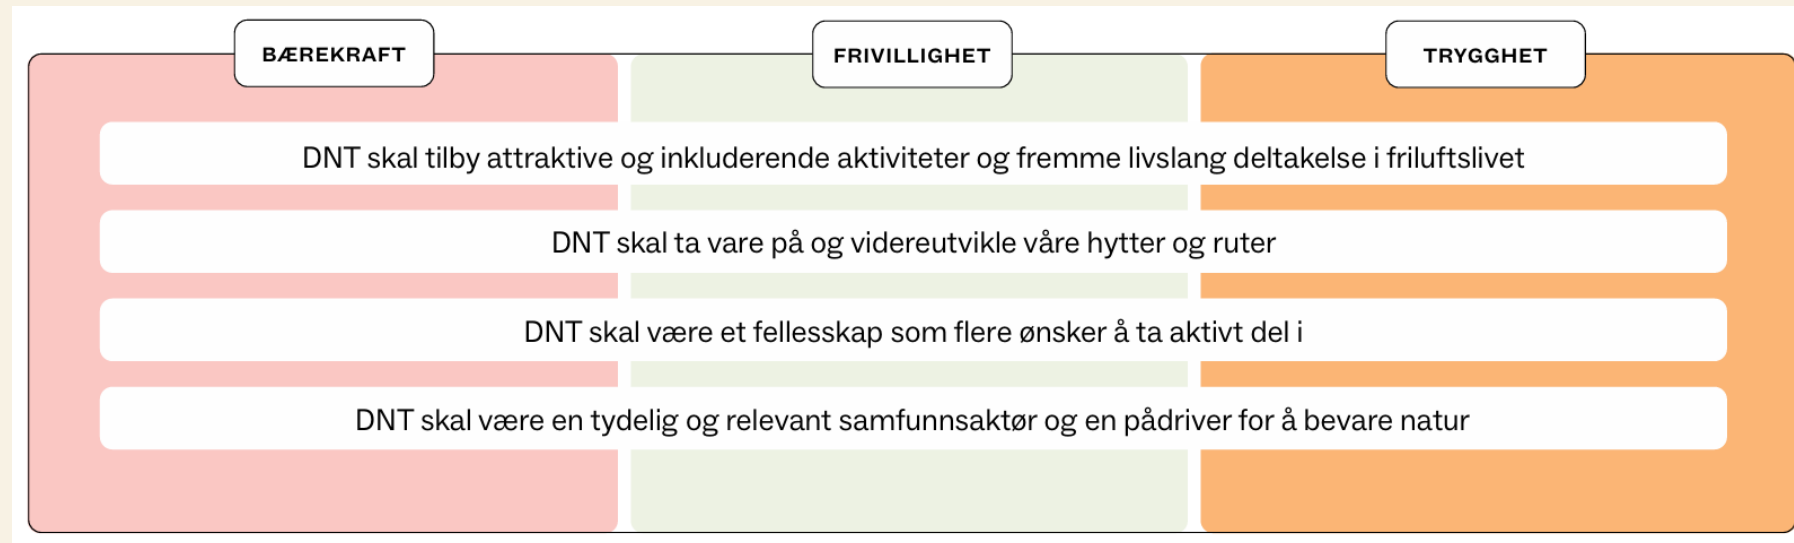 BÆREKRAFT
FRIVILLIGHET
TRYGGHET
DNT skal tilby attraktive og inkluderende aktiviteter og fremme livslang deltakelse i friluftslivet
DNT skal ta vare på og videreutvikle våre hytter og ruter
DNT skal være et fellesskap som flere ønsker å ta aktivt del i
DNT skal være en tydelig og relevant samfunnsaktør og en pådriver for å bevare natur